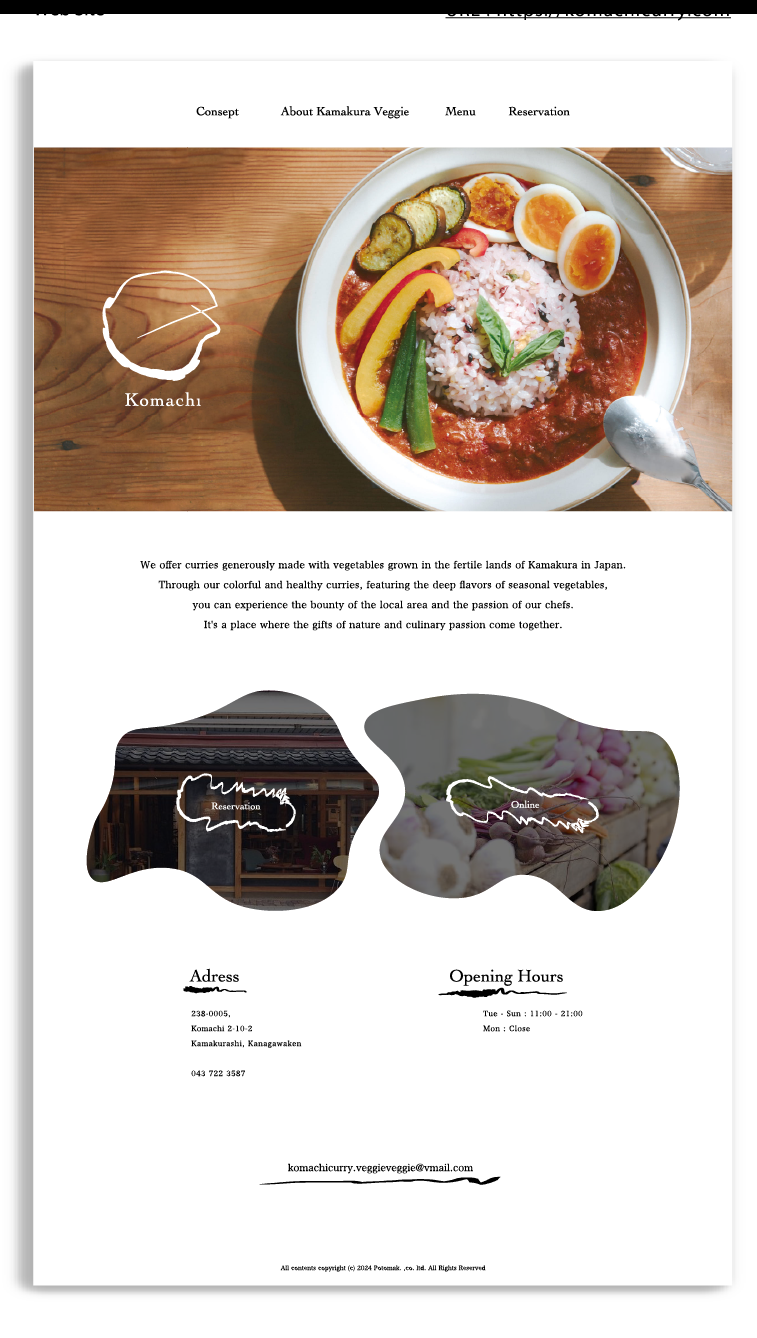 Website
URL : https://komachicurry.com
Consept About Kamakura Veggie Menu Reservation
Komachi
We offer curries generously made with vegetables grown in the fertile lands of Kamakura in Japan.
Through our colorful and healthy curries, featuring the deep flavors of seasonal vegetables,
you can experience the bounty of the local area and the passion of our chefs.
It's a place where the gifts of nature and culinary passion come together.
Reservation
Online
Adress
238-0005,
Komachi 2-10-2
Kamakurashi, Kanagawaken
043 722 3587
Opening Hours
Tue - Sun : 11:00 - 21:00
Mon : Close
komachicurry.veggieveggie@vmail.com
All contents copyright (c) 2024 Potomak. ,co. ltd. All Rights Reserved